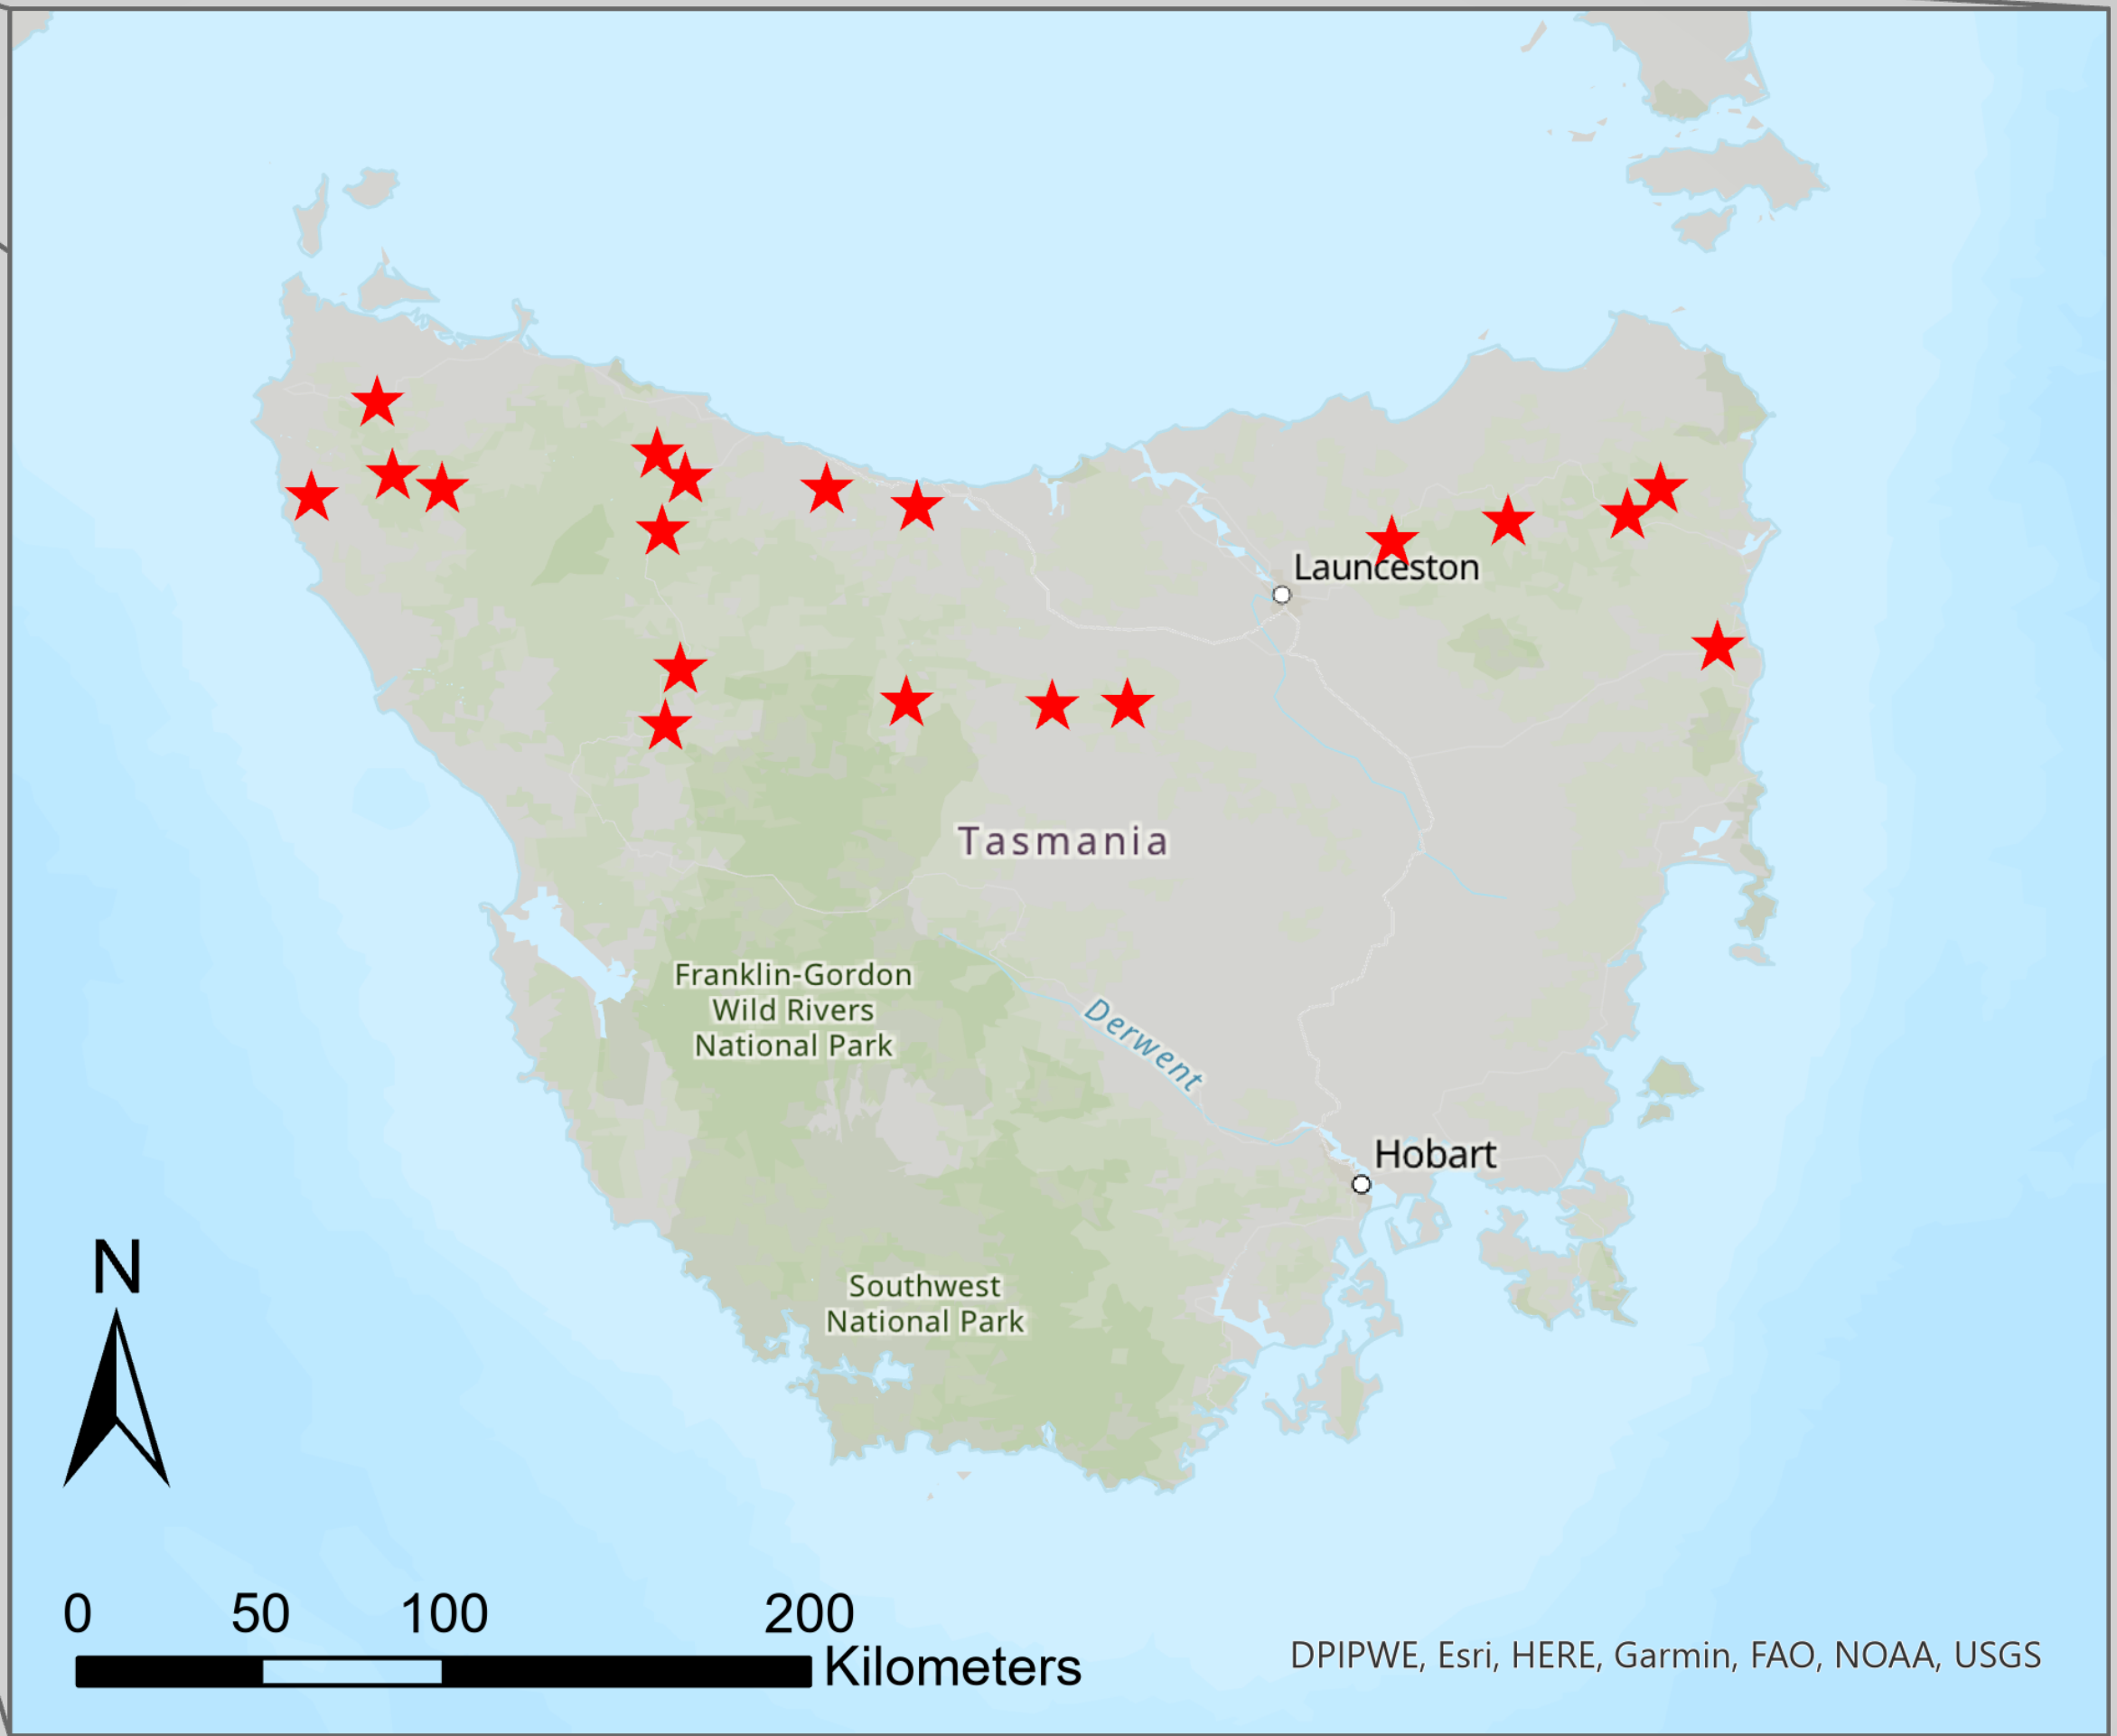 Launceston
Tasmania
Franklin-Gordon
Wild Rivers
National Park
Derwent
Hobart
N
Southwest
National Park
0 50 100 200
Kilometers
DPIPWE, Esri, HERE, Garmin, FAO, NOAA, USGS